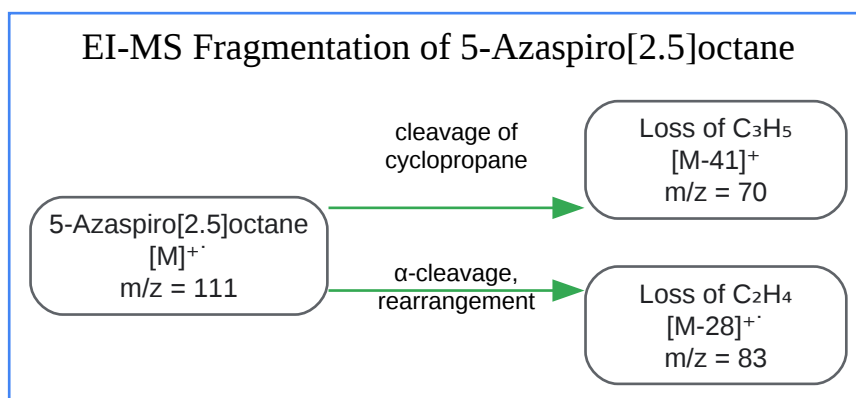 EI-MS Fragmentation of 5-Azaspiro[2.5]octane
cleavage of
cyclopropane
Loss of C₃H₅
[M-41]⁺
m/z = 70
5-Azaspiro[2.5]octane
[M]⁺˙
m/z = 111
α-cleavage,
rearrangement
Loss of C₂H₄
[M-28]⁺˙
m/z = 83